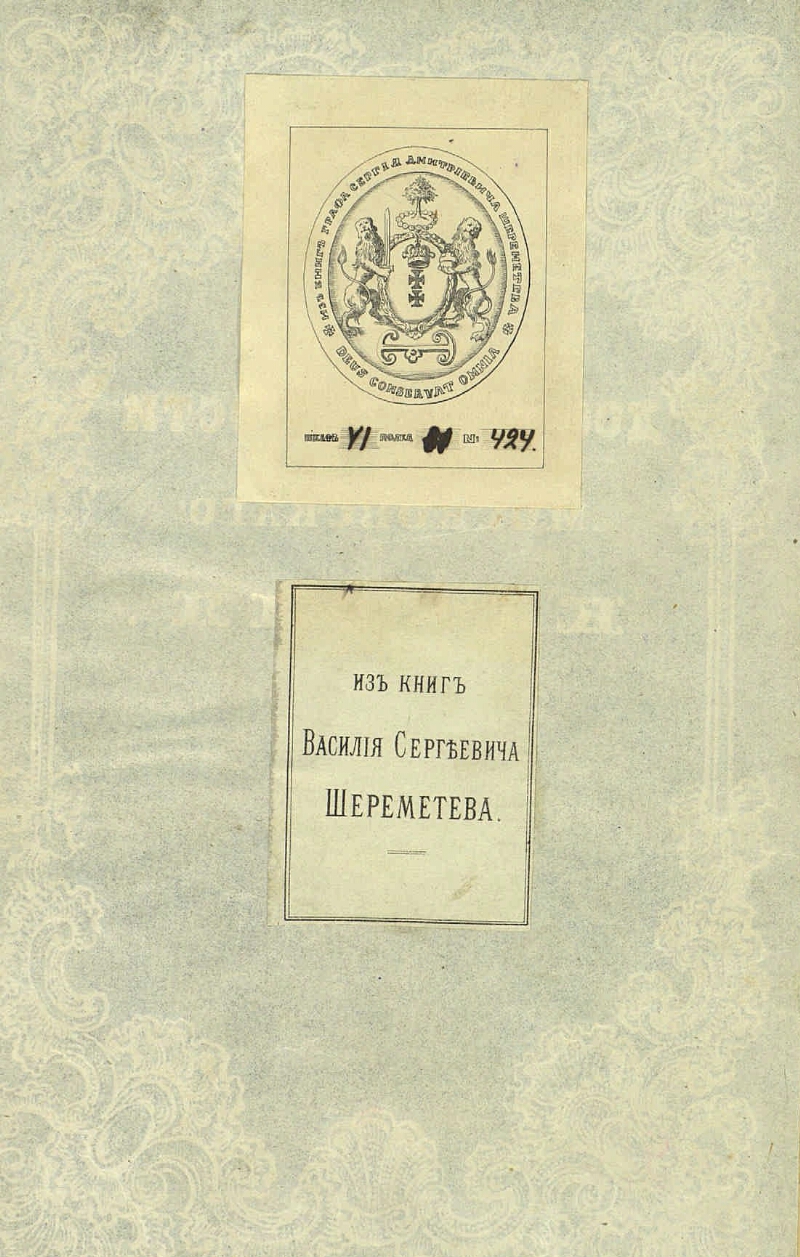 ИЗЪ КНИГЪ ГРАФА СЕРГѢЯ ДМИТРІЕВИЧА ШЕРЕМЕТЕВА
DEUS CONSERVAT OMNIA
шкафъ VI полка № 424.
ИЗЪ КНИГЪ
ВАСИЛІЯ СЕРГѢЕВИЧА
ШЕРЕМЕТЕВА.